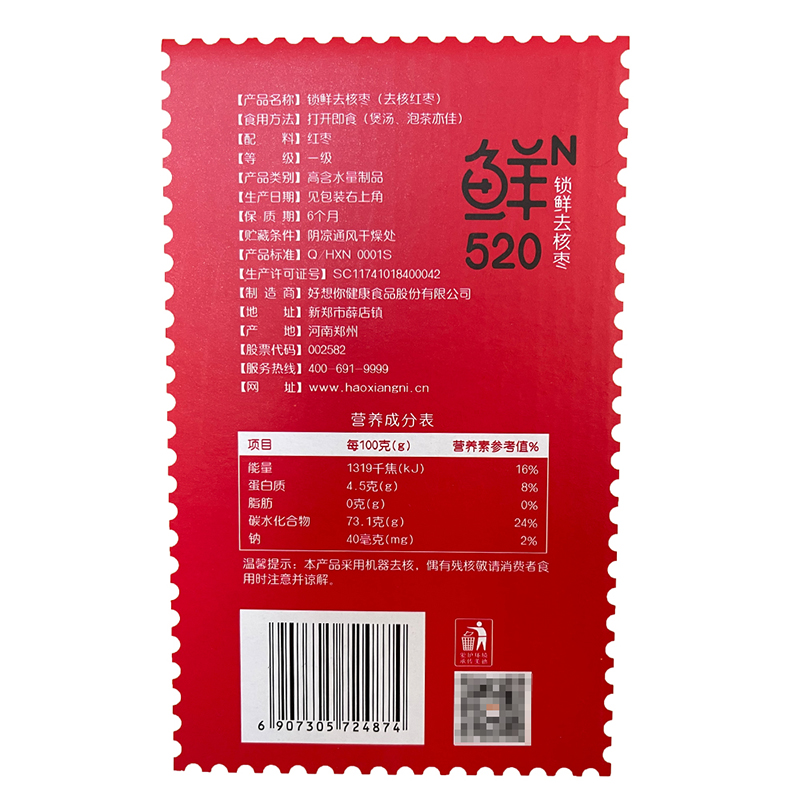 【产品名称】锁鲜去核枣（去核红枣）
【食用方法】打开即食（煲汤、泡茶亦佳）
【配 料】红枣
【等 级】一级
【产品类别】高含水量制品
【生产日期】见包装右上角
【保 质 期】6个月
【贮藏条件】阴凉通风干燥处
【产品标准】Q/HXN 0001S
【生产许可证号】SC11741018400042
【制 造 商】好想你健康食品股份有限公司
【地 址】新郑市薛店镇
【产 地】河南郑州
【股票代码】002582
【服务热线】400-691-9999
【网 址】www.haoxiangni.cn
鲜N
锁鲜去核枣
520
营养成分表
项目 每100克(g) 营养素参考值%
能量 1319千焦(kJ) 16%
蛋白质 4.5克(g) 8%
脂肪 0克(g) 0%
碳水化合物 73.1克(g) 24%
钠 40毫克(mg) 2%
温馨提示：本产品采用机器去核，偶有残核敬请消费者食
用时注意并谅解。
6 907305 724874